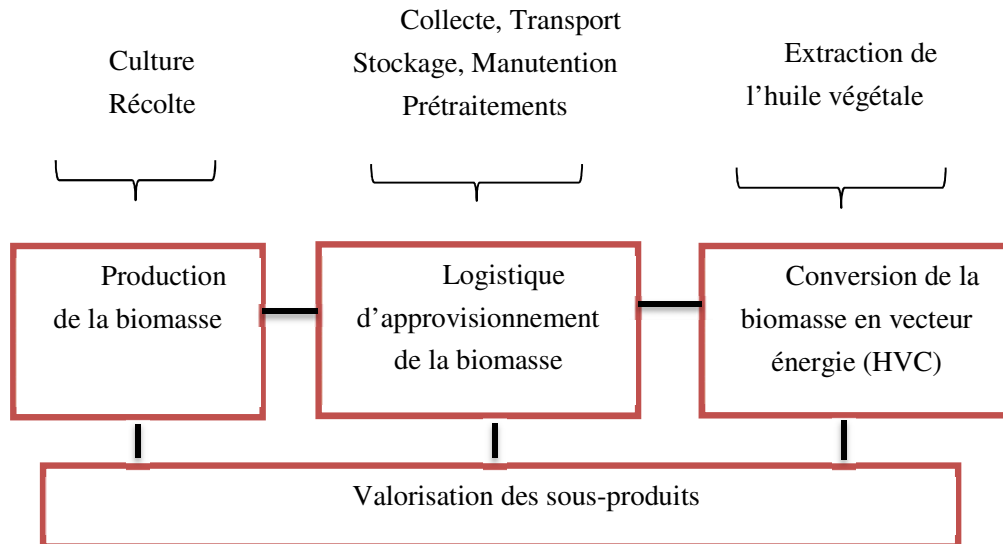 Culture
Récolte
Collecte, Transport
Stockage, Manutention
Prétraitements
Extraction de
l’huile végétale
Production
de la biomasse
Logistique
d’approvisionnement
de la biomasse
Conversion de la
biomasse en vecteur
énergie (HVC)
Valorisation des sous-produits